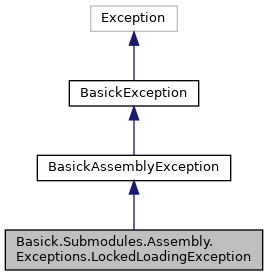 Exception
BasickException
BasickAssemblyException
Basick.Submodules.Assembly.
Exceptions.LockedLoadingException